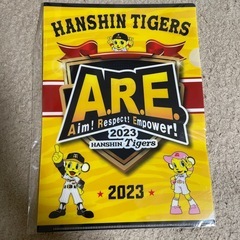 HANSHIN TIGERS
A.R.E.
Aim! Respect! Empower!
2023
HANSHIN Tigers
2023